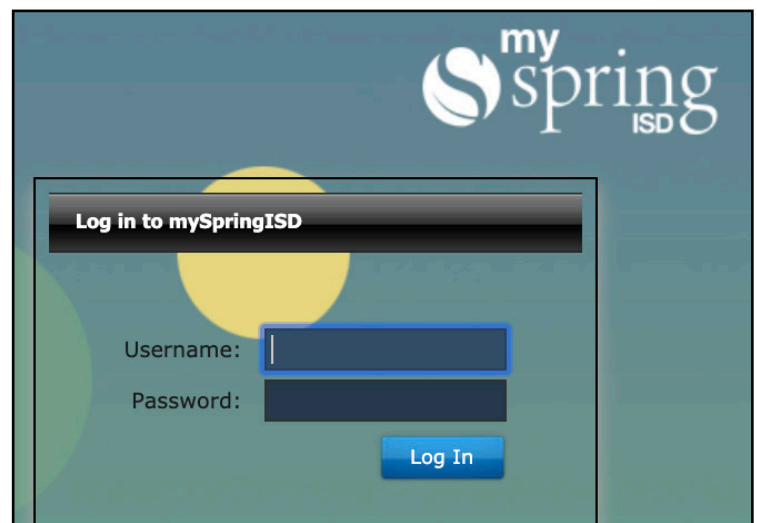 my
spring
ISD
Log in to mySpringISD
Username:
Password:
Log In